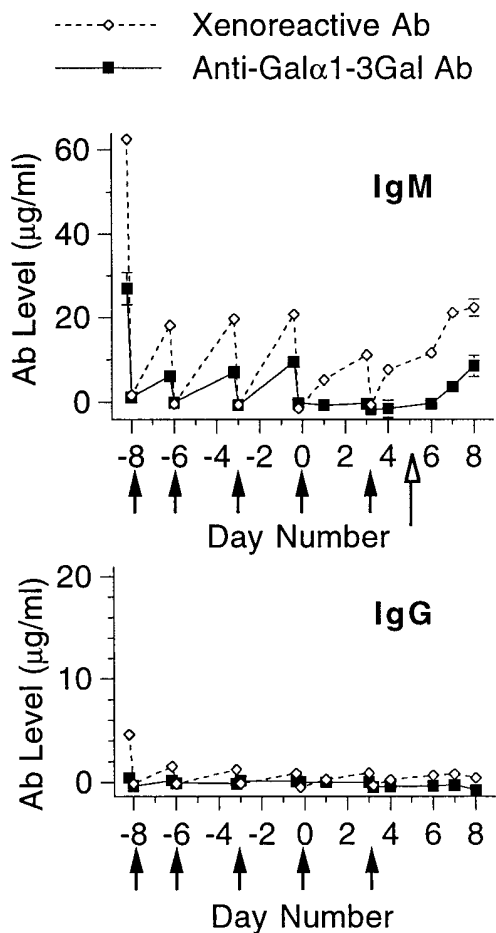 Xenoreactive Ab
Anti-Galα1-3Gal Ab
IgM
Ab Level (μg/ml)
60
40
20
0
-8 -6 -4 -2 0 2 4 6 8
Day Number
IgG
Ab Level (μg/ml)
20
10
0
-8 -6 -4 -2 0 2 4 6 8
Day Number